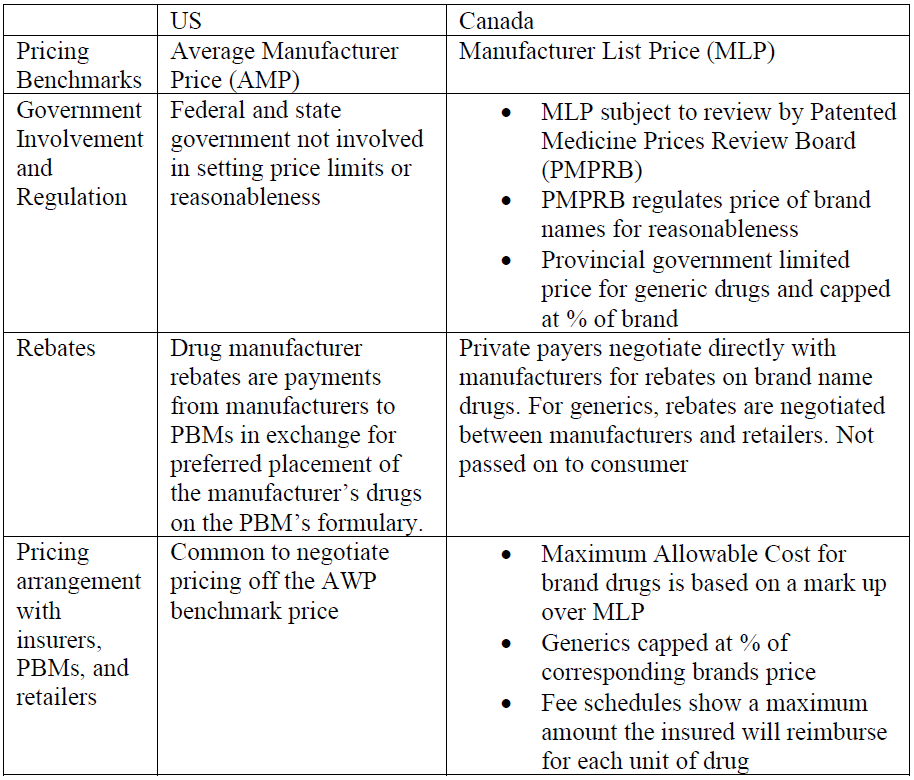 US
Canada
Pricing
Benchmarks
Average Manufacturer
Price (AMP)
Manufacturer List Price (MLP)
Government
Involvement
and
Regulation
Federal and state
government not involved
in setting price limits or
reasonableness
• MLP subject to review by Patented
Medicine Prices Review Board
(PMPRB)
• PMPRB regulates price of brand
names for reasonableness
• Provincial government limited
price for generic drugs and capped
at % of brand
Rebates
Drug manufacturer
rebates are payments
from manufacturers to
PBMs in exchange for
preferred placement of
the manufacturer’s drugs
on the PBM’s formulary.
Private payers negotiate directly with
manufacturers for rebates on brand name
drugs. For generics, rebates are negotiated
between manufacturers and retailers. Not
passed on to consumer
Pricing
arrangement
with
insurers,
PBMs, and
retailers
Common to negotiate
pricing off the AWP
benchmark price
• Maximum Allowable Cost for
brand drugs is based on a mark up
over MLP
• Generics capped at % of
corresponding brands price
• Fee schedules show a maximum
amount the insured will reimburse
for each unit of drug